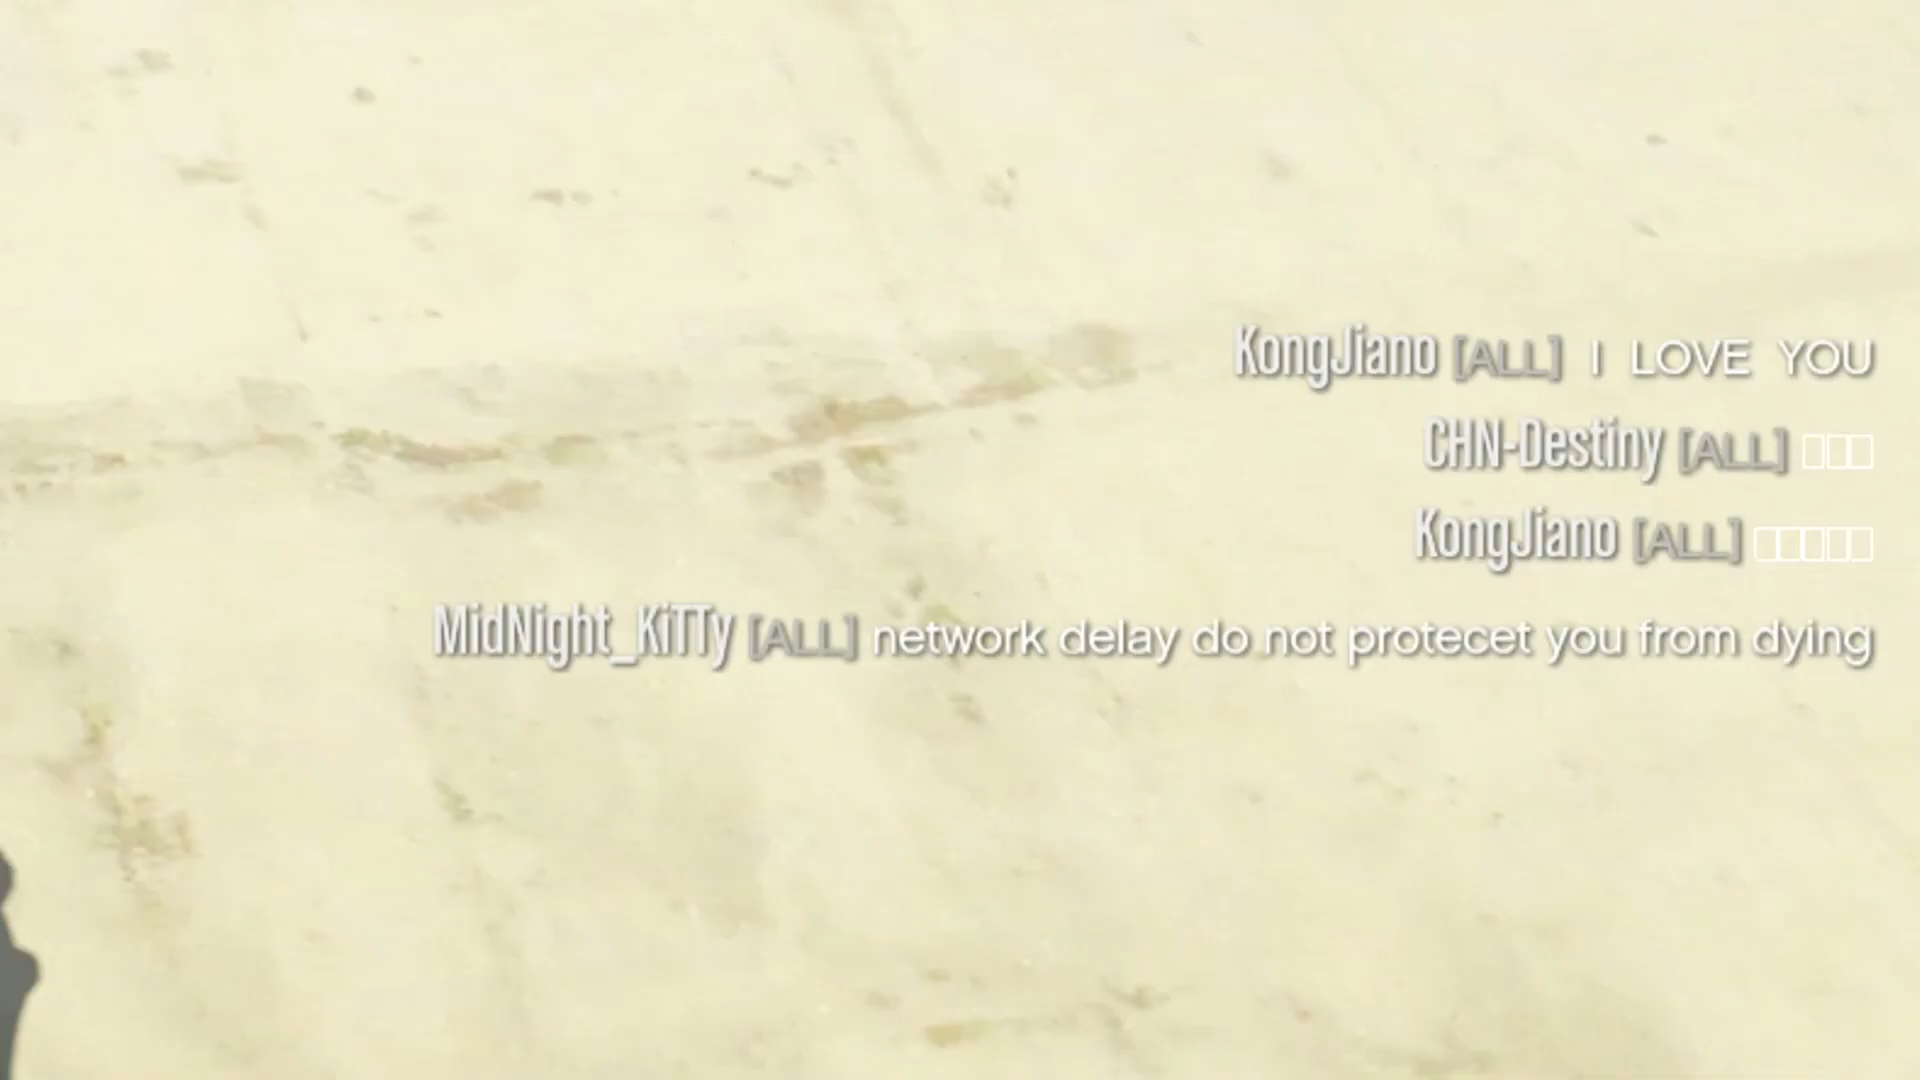 KongJiano [ALL] I LOVE YOU
CHN-Destiny [ALL] □□□
KongJiano [ALL] □□□□□
MidNight_KiTTy [ALL] network delay do not protecet you from dying